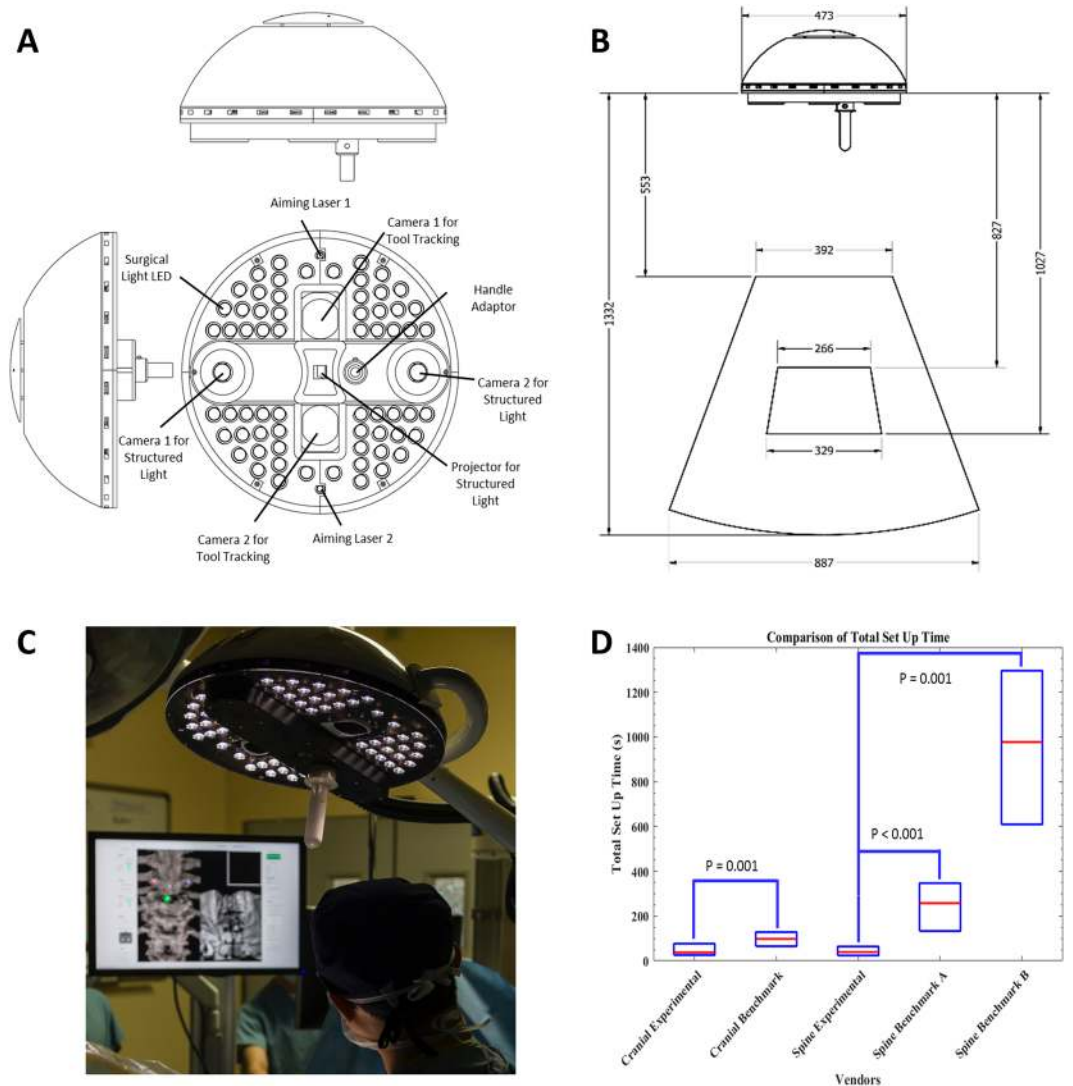 A
Aiming Laser 1
Camera 1 for
Tool Tracking
Surgical
Light LED
Handle
Adaptor
Camera 2 for
Structured
Light
Camera 1 for
Structured
Light
Projector for
Structured
Light
Camera 2 for
Tool Tracking
Aiming Laser 2
B
473
553
827
1027
392
1332
266
329
887
C
D
Comparison of Total Set Up Time
Total Set Up Time (s)
1400
1200
1000
800
600
400
200
0
P = 0.001
P < 0.001
P = 0.001
Cranial Experimental
Cranial Benchmark
Spine Experimental
Spine Benchmark A
Spine Benchmark B
Vendors